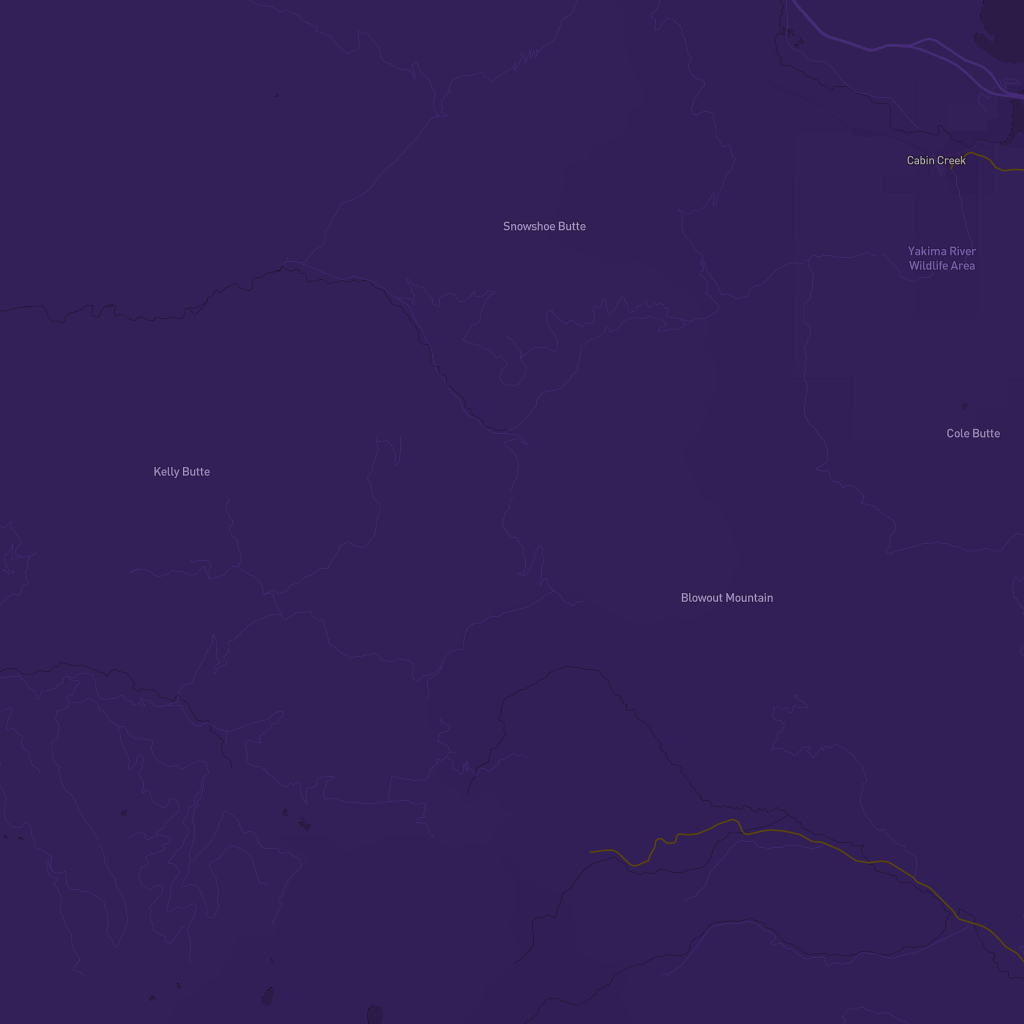 Cabin Creek
Snowshoe Butte
Yakima River
Wildlife Area
Cole Butte
Kelly Butte
Blowout Mountain